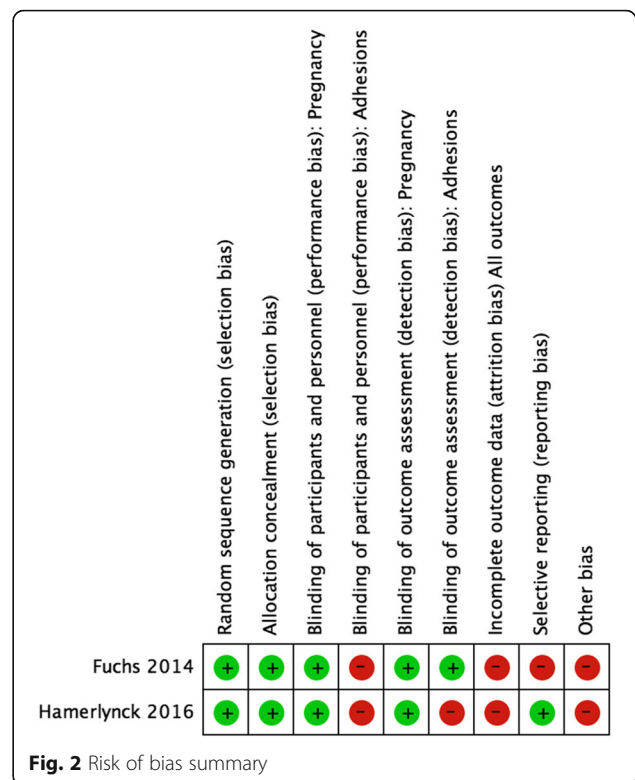 Random sequence generation (selection bias)
Allocation concealment (selection bias)
Blinding of participants and personnel (performance bias): Pregnancy
Blinding of participants and personnel (performance bias): Adhesions
Blinding of outcome assessment (detection bias): Pregnancy
Blinding of outcome assessment (detection bias): Adhesions
Incomplete outcome data (attrition bias) All outcomes
Selective reporting (reporting bias)
Other bias
Fuchs 2014 + + + - + + - - -
Hamerlynck 2016 + + + - + - - + -
Fig. 2 Risk of bias summary